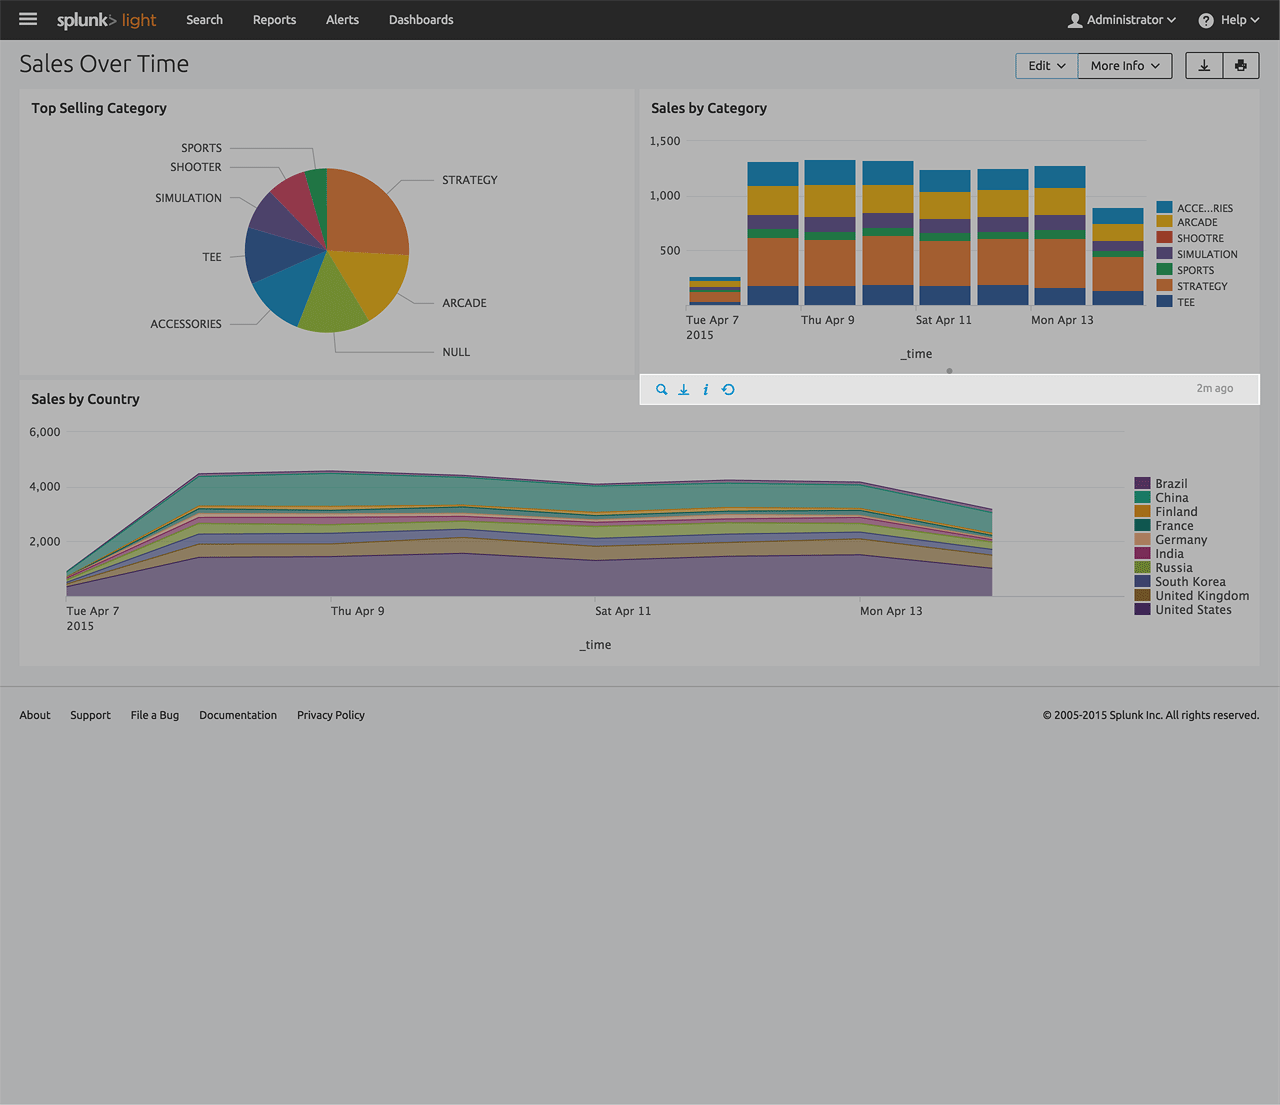 splunk> light Search Reports Alerts Dashboards Administrator Help
Sales Over Time
Edit More Info
Top Selling Category
SPORTS
SHOOTER
SIMULATION
TEE
ACCESSORIES
STRATEGY
ARCADE
NULL
Sales by Category
1,500
1,000
500
Tue Apr 7
2015
Thu Apr 9
Sat Apr 11
Mon Apr 13
_time
ACCE...RIES
ARCADE
SHOOTRE
SIMULATION
SPORTS
STRATEGY
TEE
i
2m ago
Sales by Country
6,000
4,000
2,000
Tue Apr 7
2015
Thu Apr 9
Sat Apr 11
Mon Apr 13
_time
Brazil
China
Finland
France
Germany
India
Russia
South Korea
United Kingdom
United States
About Support File a Bug Documentation Privacy Policy © 2005-2015 Splunk Inc. All rights reserved.